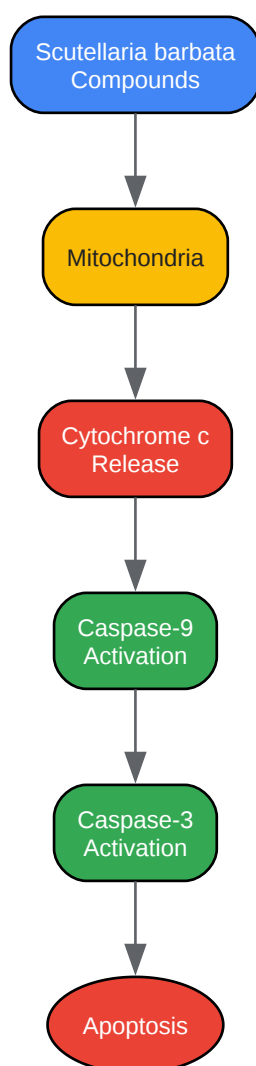 Scutellaria barbata
Compounds
Mitochondria
Cytochrome c
Release
Caspase-9
Activation
Caspase-3
Activation
Apoptosis